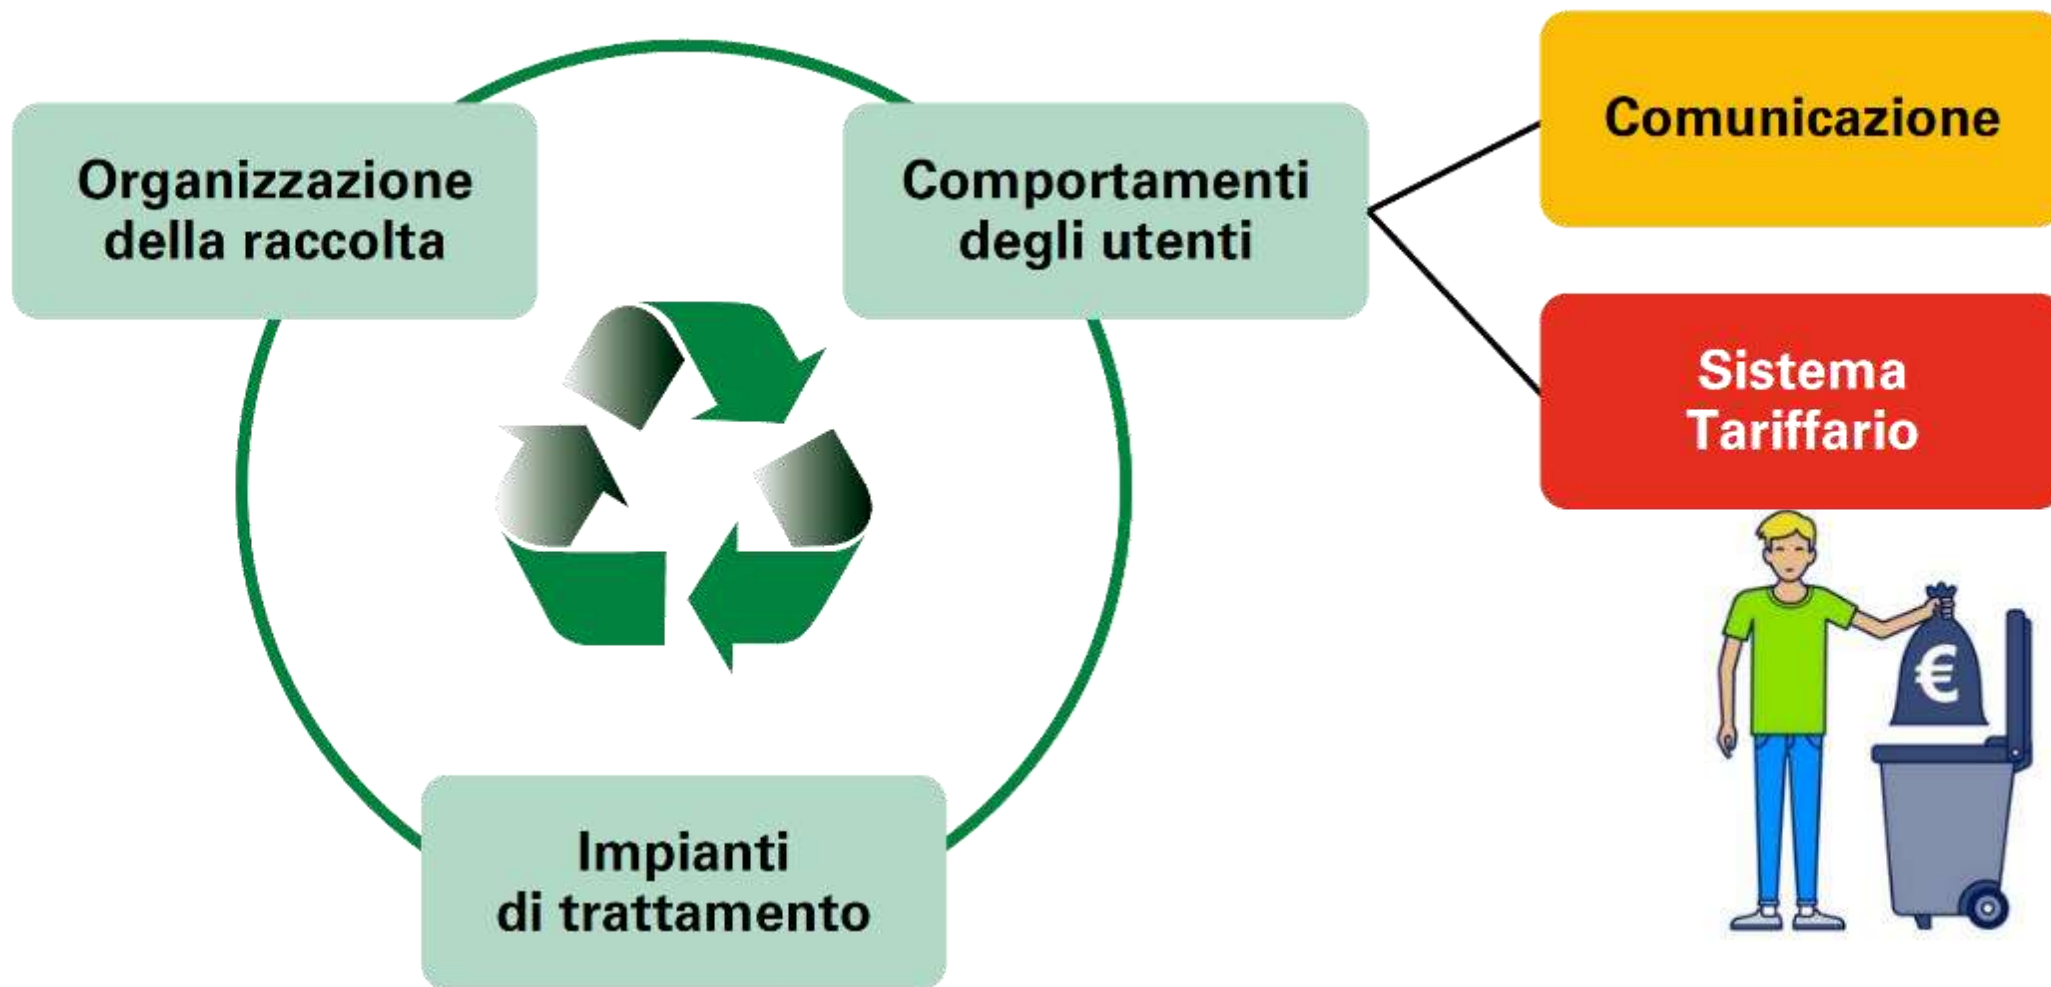 Organizzazione
della raccolta
Comportamenti
degli utenti
Comunicazione
Sistema
Tariffario
€
Impianti
di trattamento